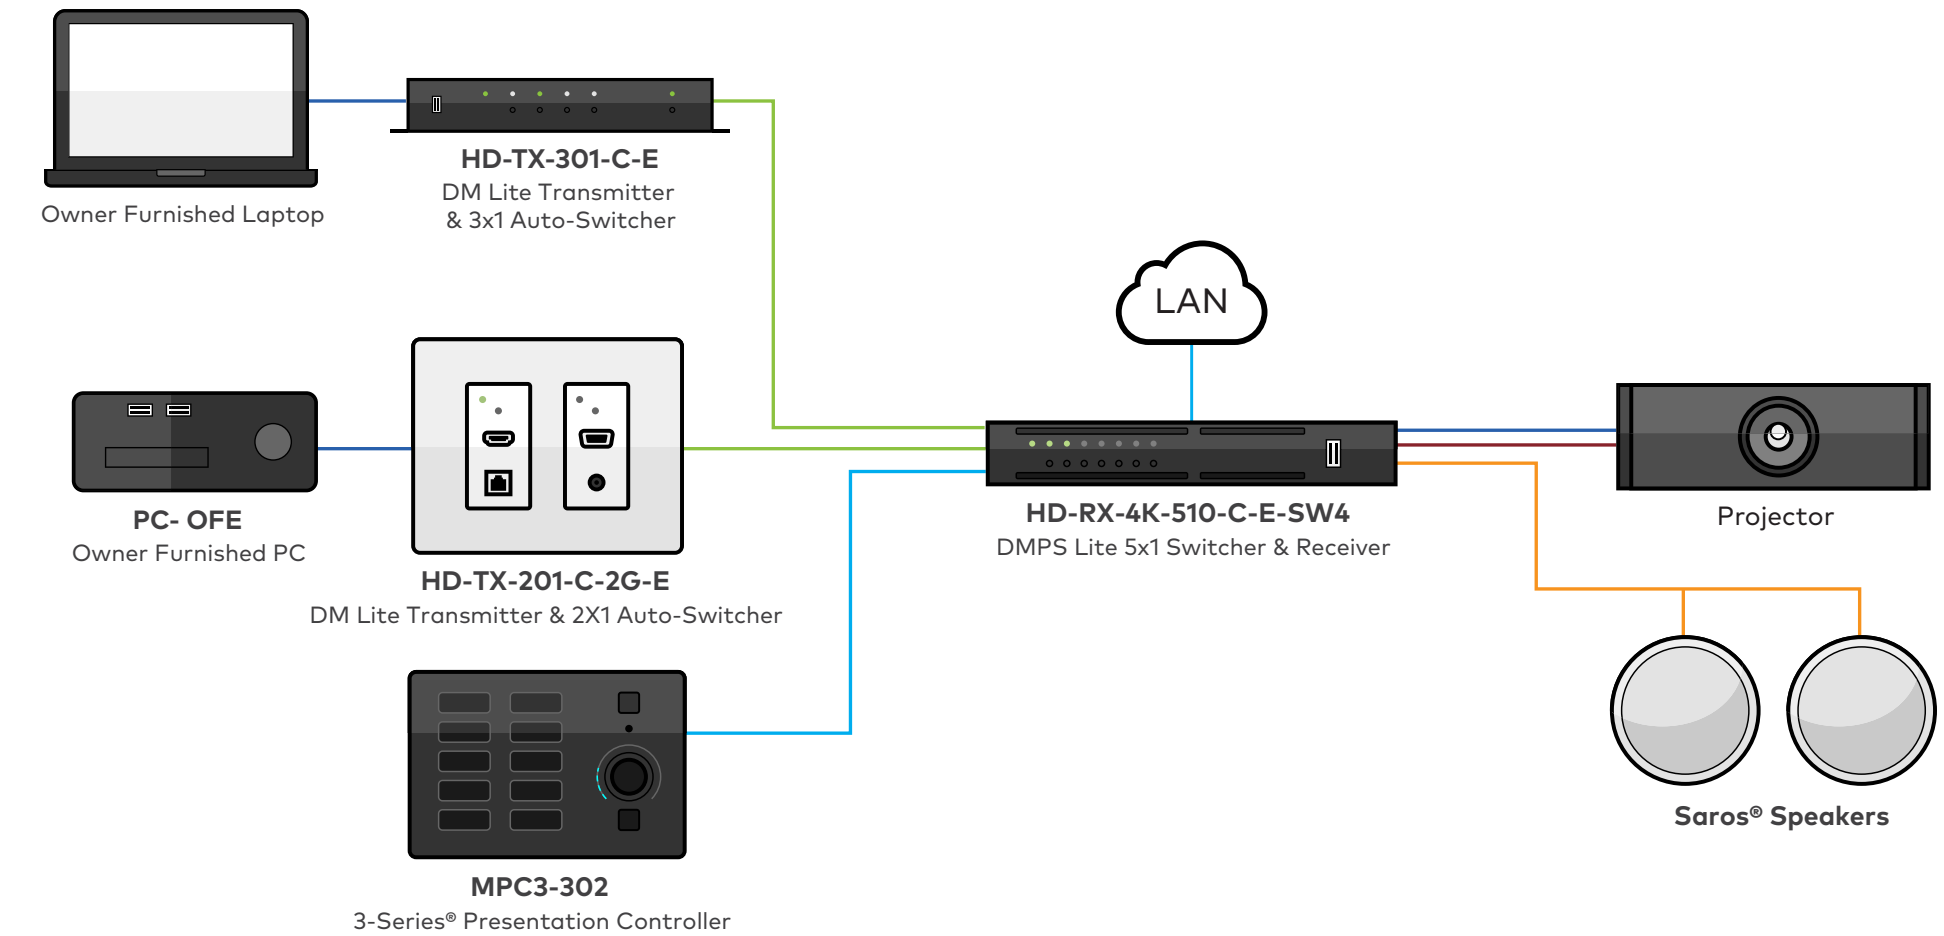 Owner Furnished Laptop
HD-TX-301-C-E
DM Lite Transmitter
& 3x1 Auto-Switcher
LAN
PC- OFE
Owner Furnished PC
HD-TX-201-C-2G-E
DM Lite Transmitter & 2X1 Auto-Switcher
HD-RX-4K-510-C-E-SW4
DMPS Lite 5x1 Switcher & Receiver
Projector
Saros® Speakers
MPC3-302
3-Series® Presentation Controller